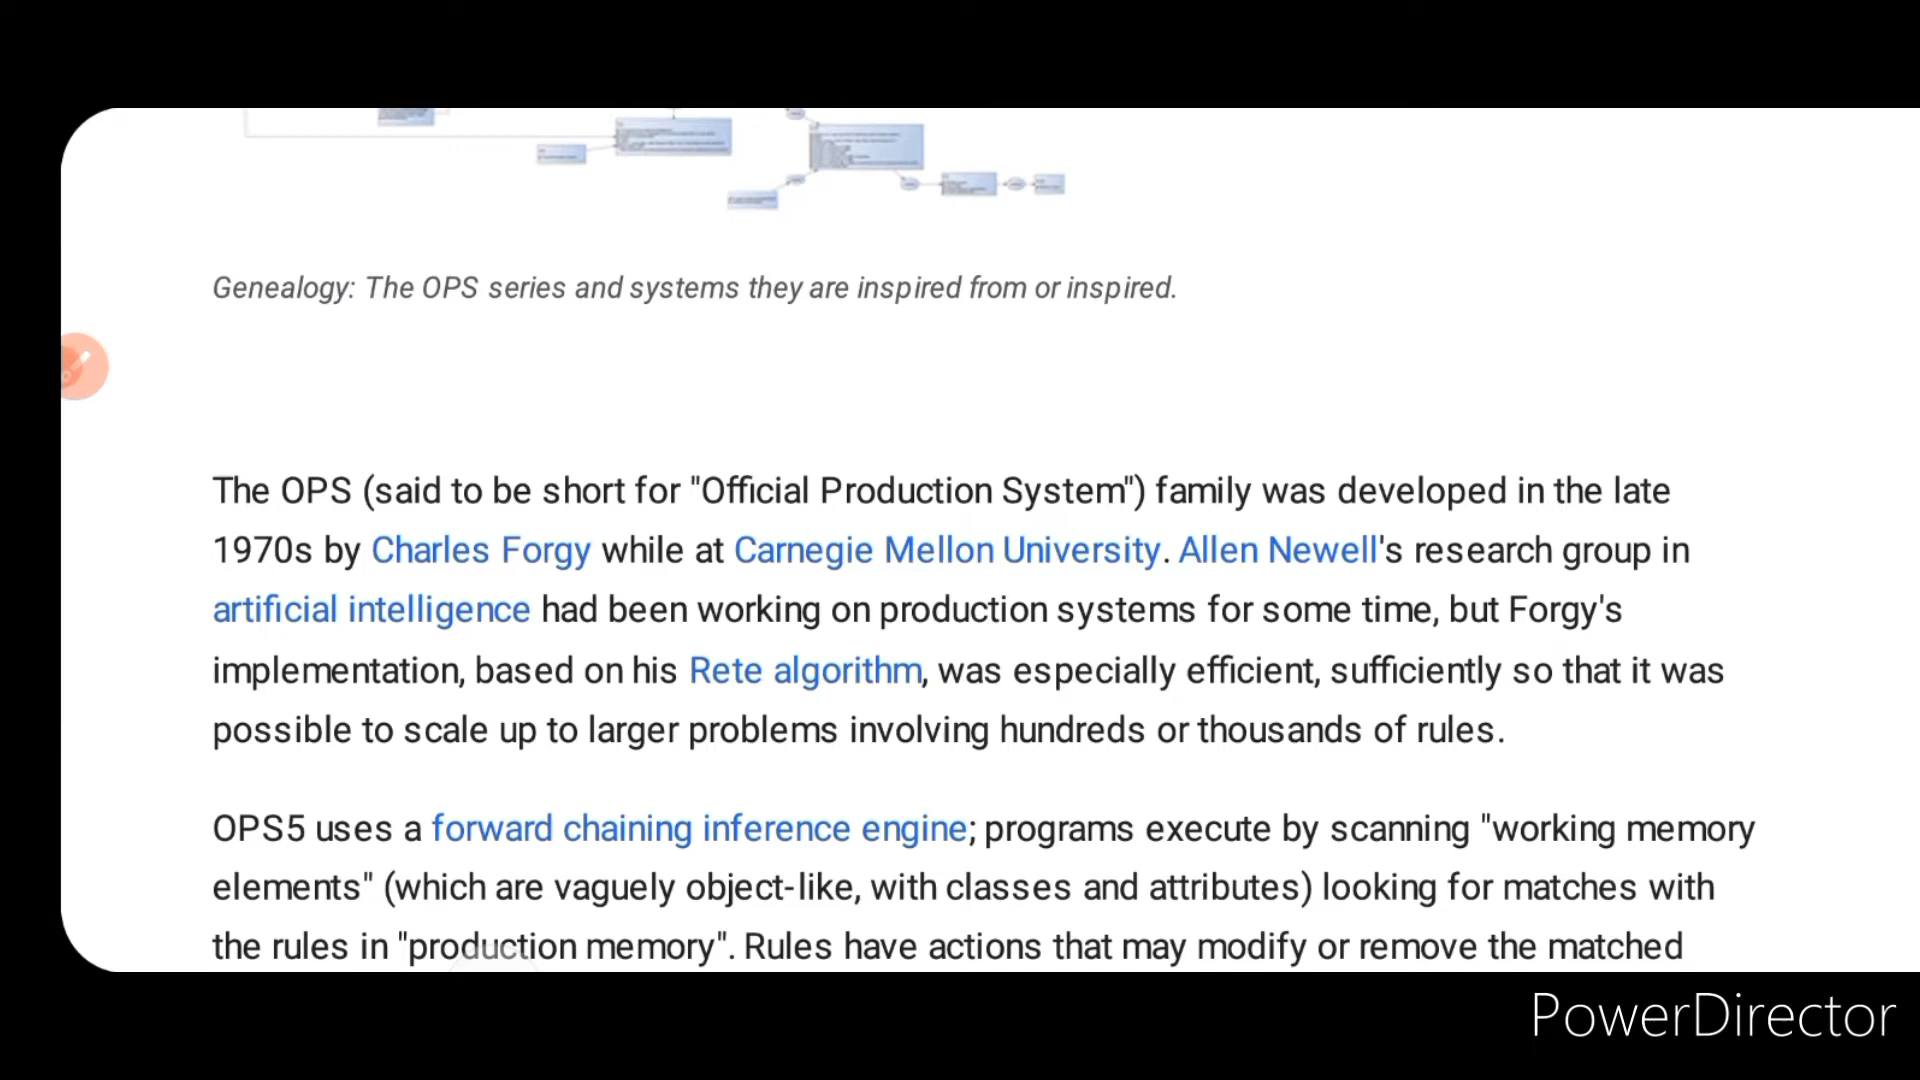 Genealogy: The OPS series and systems they are inspired from or inspired.
The OPS (said to be short for "Official Production System") family was developed in the late
1970s by Charles Forgy while at Carnegie Mellon University. Allen Newell's research group in
artificial intelligence had been working on production systems for some time, but Forgy's
implementation, based on his Rete algorithm, was especially efficient, sufficiently so that it was
possible to scale up to larger problems involving hundreds or thousands of rules.
OPS5 uses a forward chaining inference engine; programs execute by scanning "working memory
elements" (which are vaguely object-like, with classes and attributes) looking for matches with
the rules in "production memory". Rules have actions that may modify or remove the matched
PowerDirector